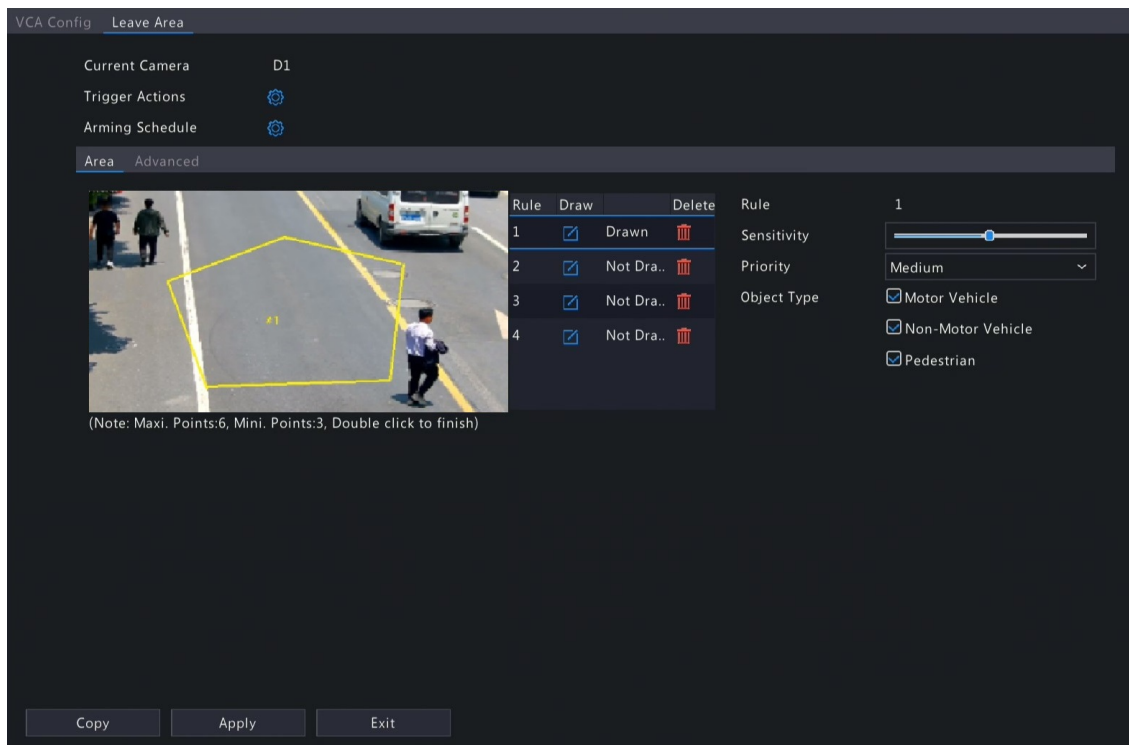 VCA Config Leave Area
Current Camera D1
Trigger Actions
Arming Schedule
Area Advanced
Rule Draw Delete
1 Drawn
2 Not Dra..
3 Not Dra..
4 Not Dra..
#1
(Note: Maxi. Points:6, Mini. Points:3, Double click to finish)
Rule 1
Sensitivity
Priority Medium
Object Type Motor Vehicle
Non-Motor Vehicle
Pedestrian
Copy Apply Exit